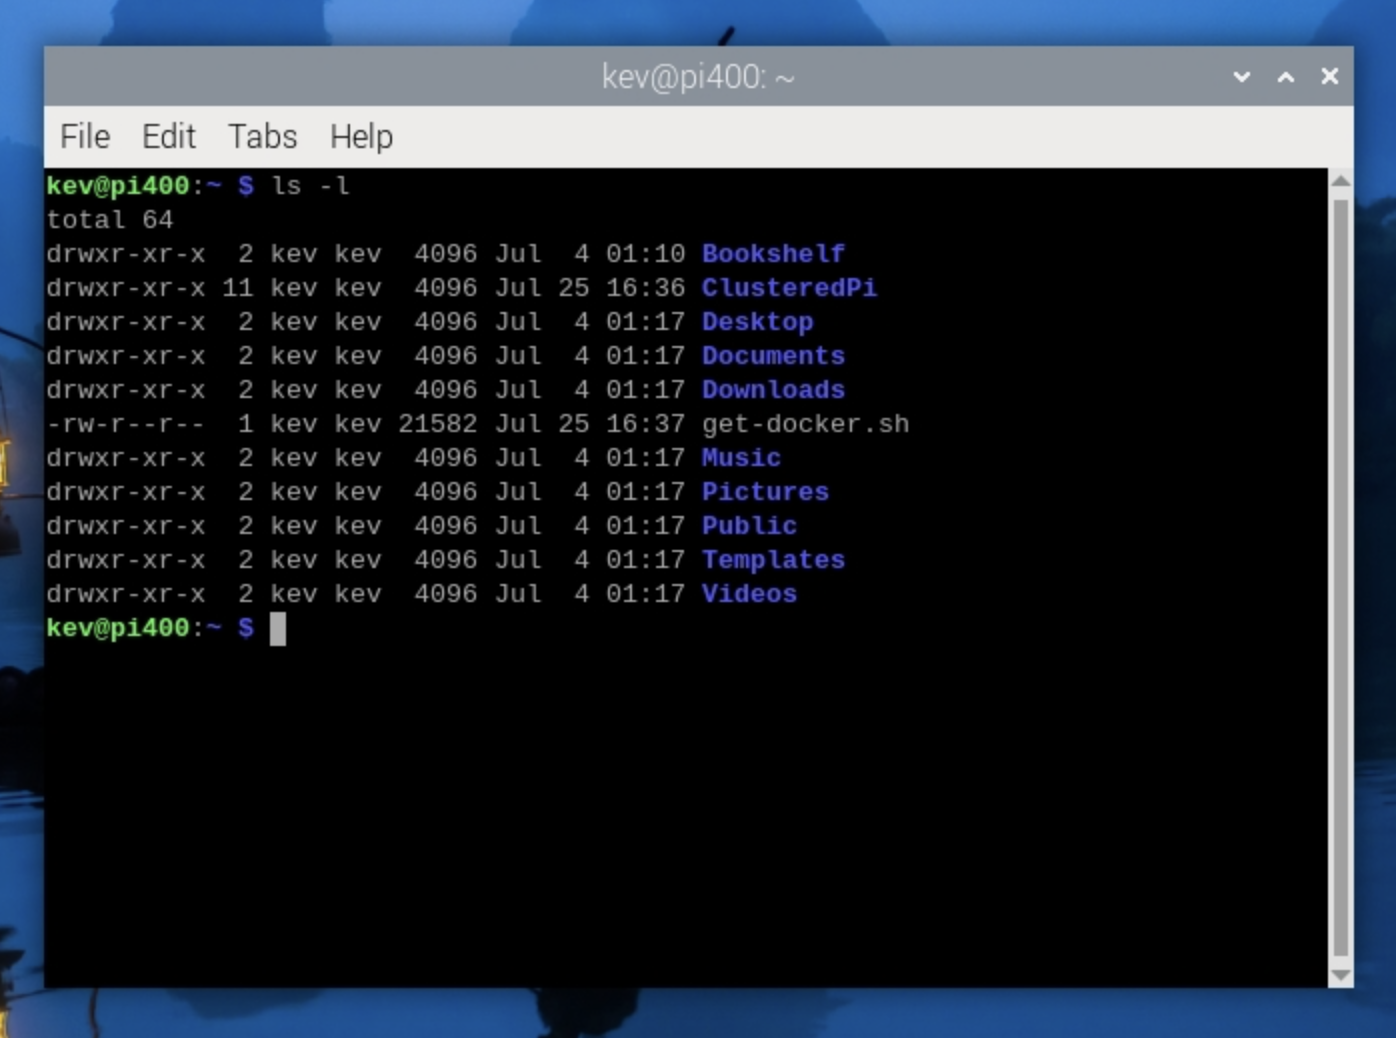 kev@pi400: ~
File Edit Tabs Help
kev@pi400:~ $ ls -l
total 64
drwxr-xr-x  2 kev kev  4096 Jul  4 01:10 Bookshelf
drwxr-xr-x 11 kev kev  4096 Jul 25 16:36 ClusteredPi
drwxr-xr-x  2 kev kev  4096 Jul  4 01:17 Desktop
drwxr-xr-x  2 kev kev  4096 Jul  4 01:17 Documents
drwxr-xr-x  2 kev kev  4096 Jul  4 01:17 Downloads
-rw-r--r--  1 kev kev 21582 Jul 25 16:37 get-docker.sh
drwxr-xr-x  2 kev kev  4096 Jul  4 01:17 Music
drwxr-xr-x  2 kev kev  4096 Jul  4 01:17 Pictures
drwxr-xr-x  2 kev kev  4096 Jul  4 01:17 Public
drwxr-xr-x  2 kev kev  4096 Jul  4 01:17 Templates
drwxr-xr-x  2 kev kev  4096 Jul  4 01:17 Videos
kev@pi400:~ $